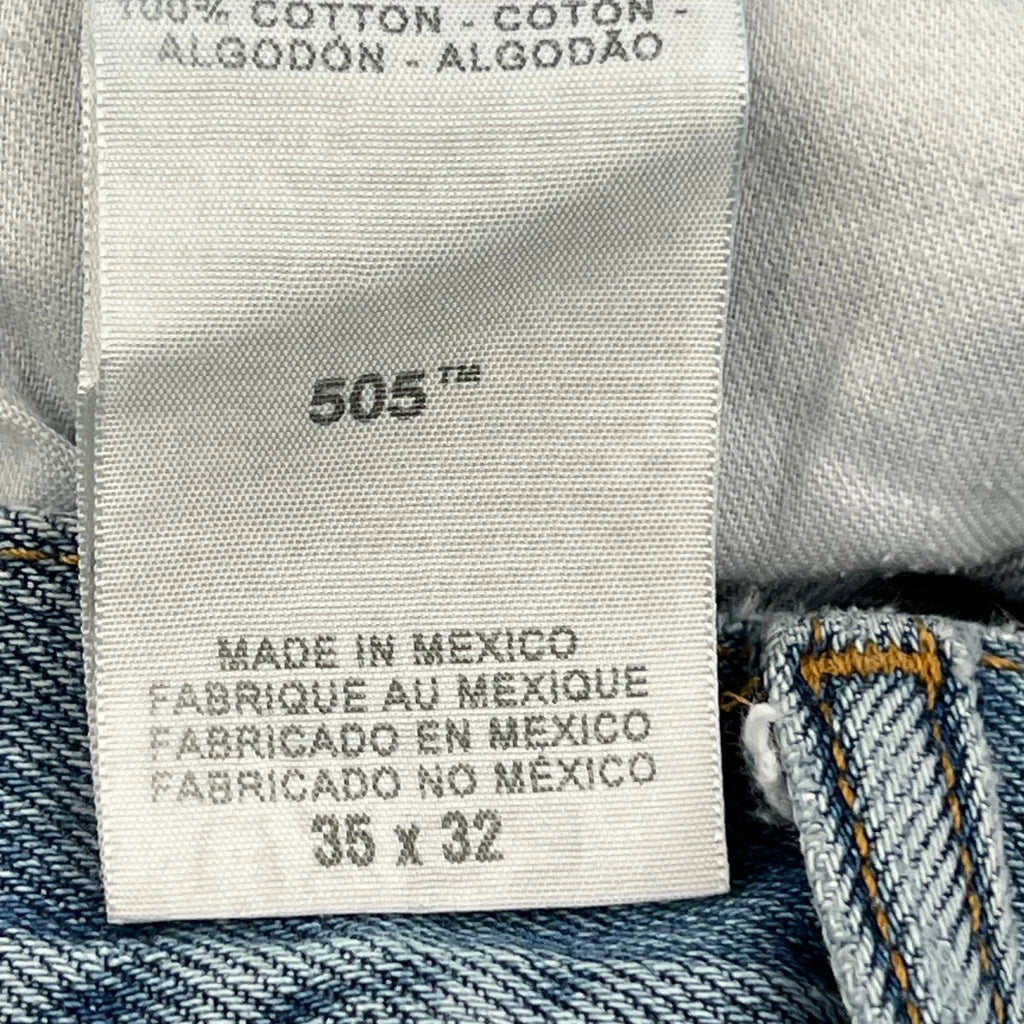 100% COTTON - COTON -
ALGODÓN - ALGODÃO
505™
MADE IN MEXICO
FABRIQUE AU MEXIQUE
FABRICADO EN MÉXICO
FABRICADO NO MÉXICO
35 x 32